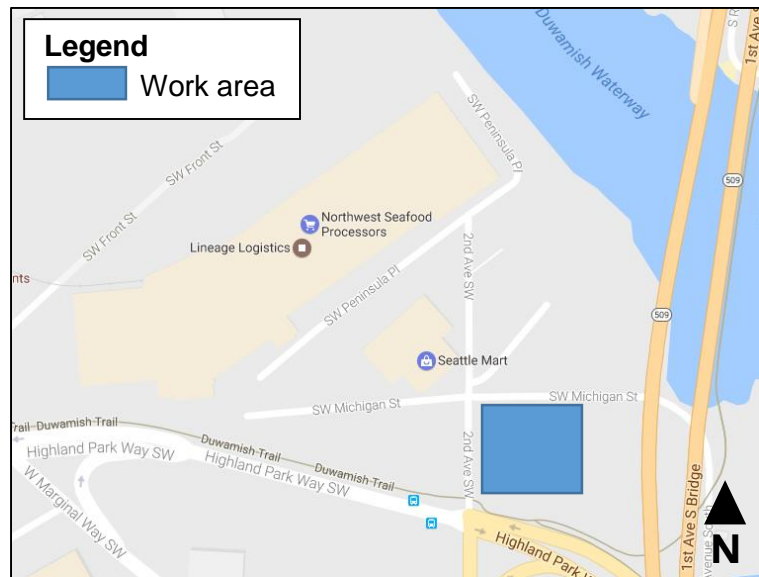 Legend
Work area
Duwamish Waterway
1st Ave S
S R
SW Front St
SW Peninsula Pl
509
Northwest Seafood
Processors
Lineage Logistics
SW Front St
2nd Ave SW
nts
SW Peninsula Pl
509
Seattle Mart
SW Michigan St
SW Michigan St
Trail
Duwamish Trail
Duwamish Trail
Duwamish Trail
Highland Park Way SW
Highland Park Way SW
2nd Ave SW
W Marginal Way SW
Highland Park
1st Ave S Bridge
Avenue South
N